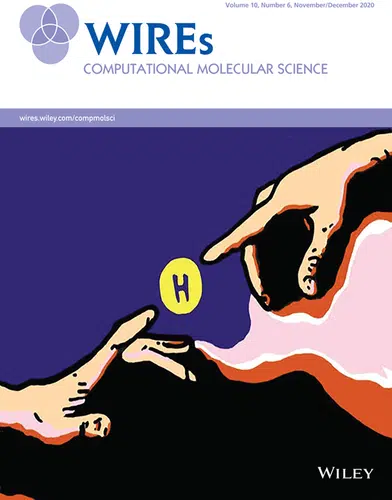 Volume 10, Number 6, November/December 2020
WIREs
COMPUTATIONAL MOLECULAR SCIENCE
wires.wiley.com/compmolsci
H
WILEY